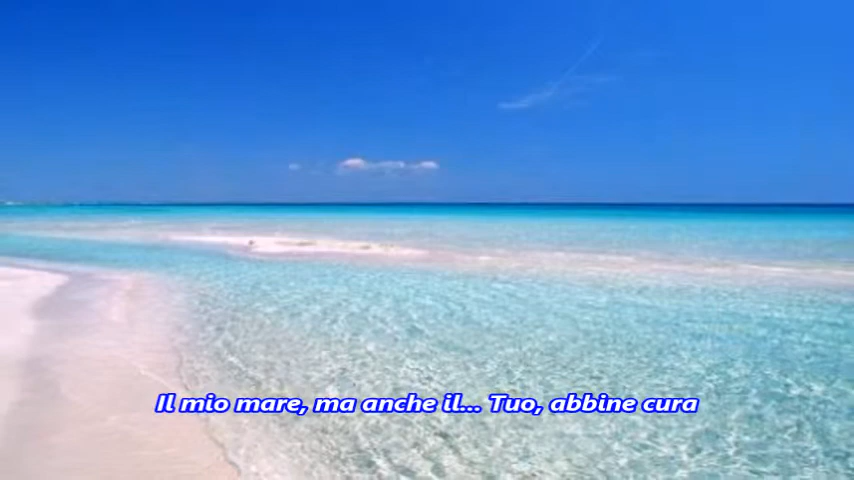 Il mio mare, ma anche il... Tuo, abbine cura